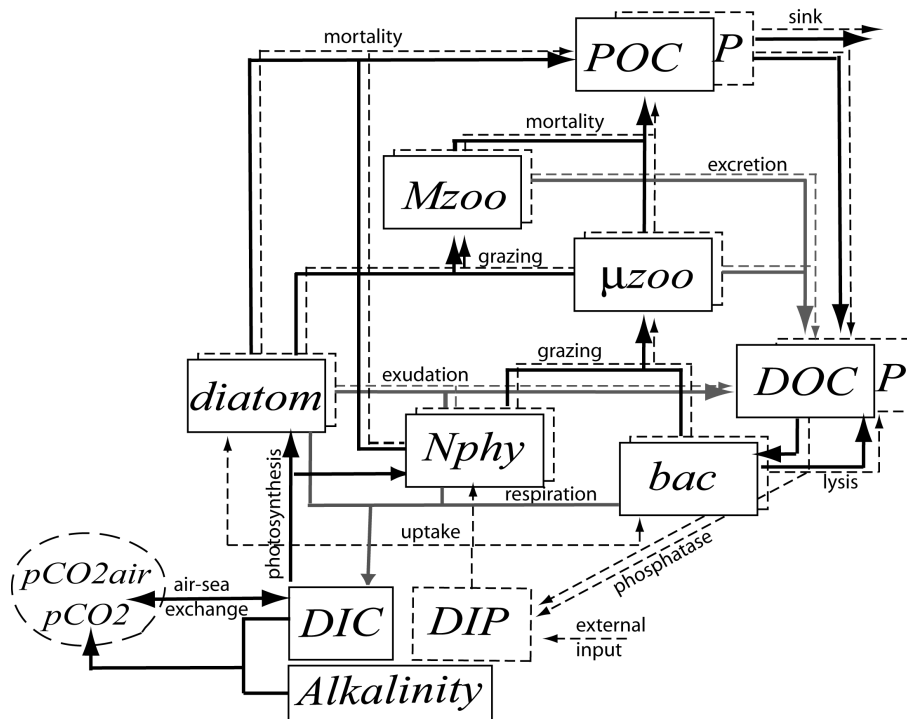 sink
mortality
POC P
mortality
excretion
Mzoo
grazing
μzoo
grazing
exudation
DOC P
diatom
Nphy
bac
lysis
respiration
photosynthesis
uptake
phosphatase
pCO2air
pCO2
air-sea
exchange
DIC
DIP
external
input
Alkalinity